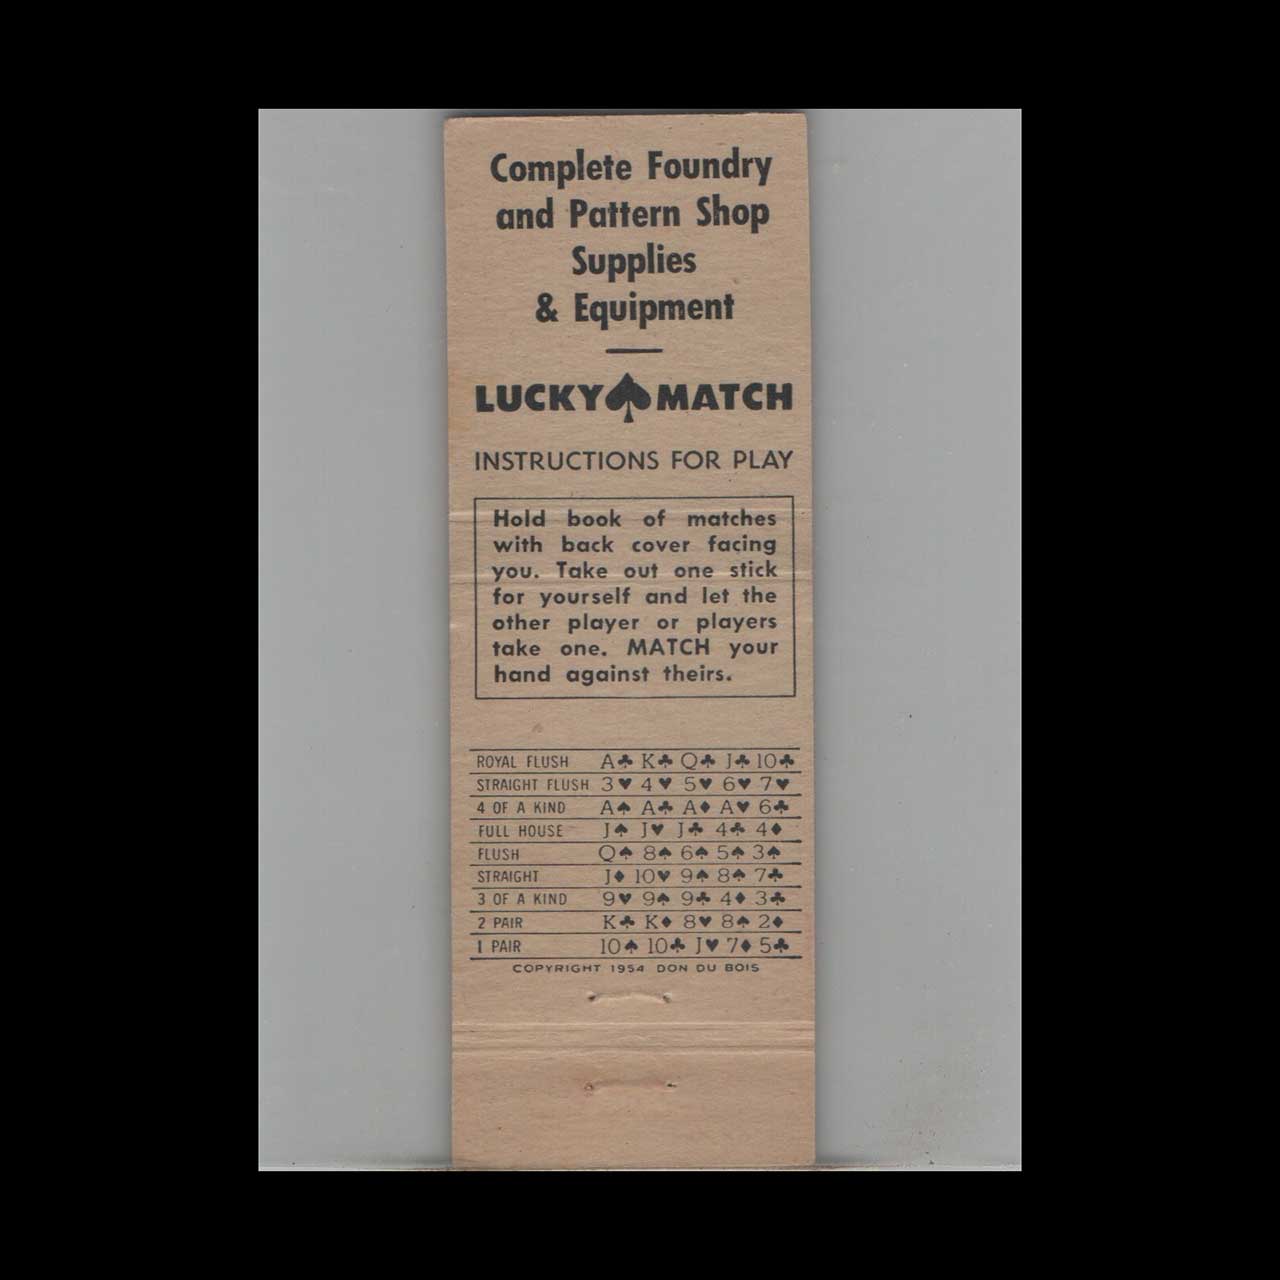 Complete Foundry
and Pattern Shop
Supplies
& Equipment
LUCKY♠MATCH
INSTRUCTIONS FOR PLAY
Hold book of matches
with back cover facing
you. Take out one stick
for yourself and let the
other player or players
take one. MATCH your
hand against theirs.
ROYAL FLUSH A♣ K♣ Q♣ J♣ 10♣
STRAIGHT FLUSH 3♥ 4♥ 5♥ 6♥ 7♥
4 OF A KIND A♠ A♣ A♦ A♥ 6♣
FULL HOUSE J♠ J♥ J♣ 4♣ 4♦
FLUSH Q♠ 8♠ 6♠ 5♠ 3♠
STRAIGHT J♦ 10♥ 9♠ 8♠ 7♣
3 OF A KIND 9♥ 9♠ 9♣ 4♦ 3♣
2 PAIR K♣ K♦ 8♥ 8♠ 2♦
1 PAIR 10♠ 10♣ J♥ 7♦ 5♣
COPYRIGHT 1954 DON DU BOIS